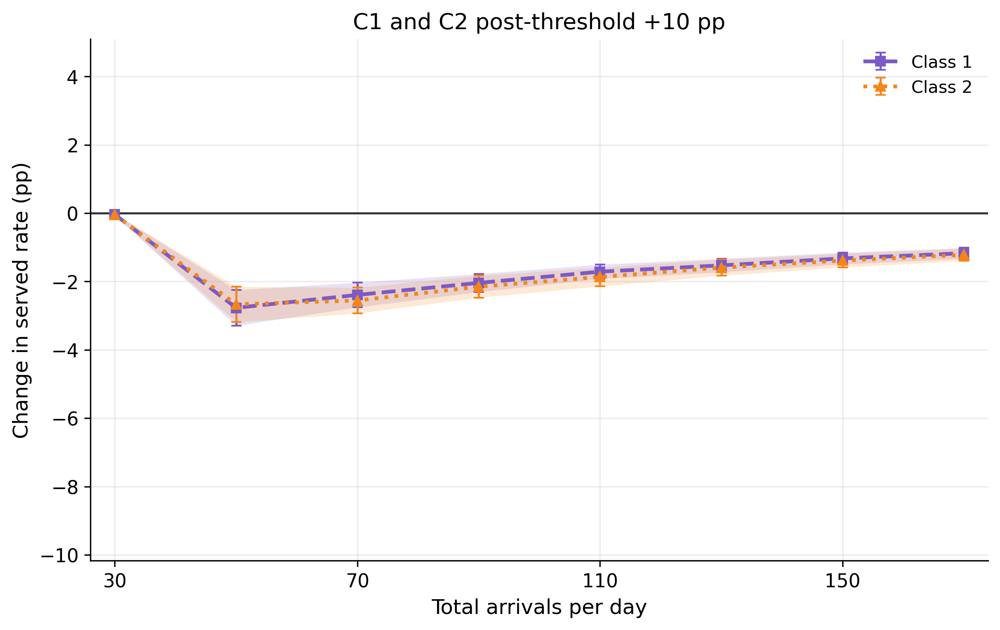 C1 and C2 post-threshold +10 pp
Class 1
Class 2
Change in served rate (pp)
4
2
0
−2
−4
−6
−8
−10
30
70
110
150
Total arrivals per day